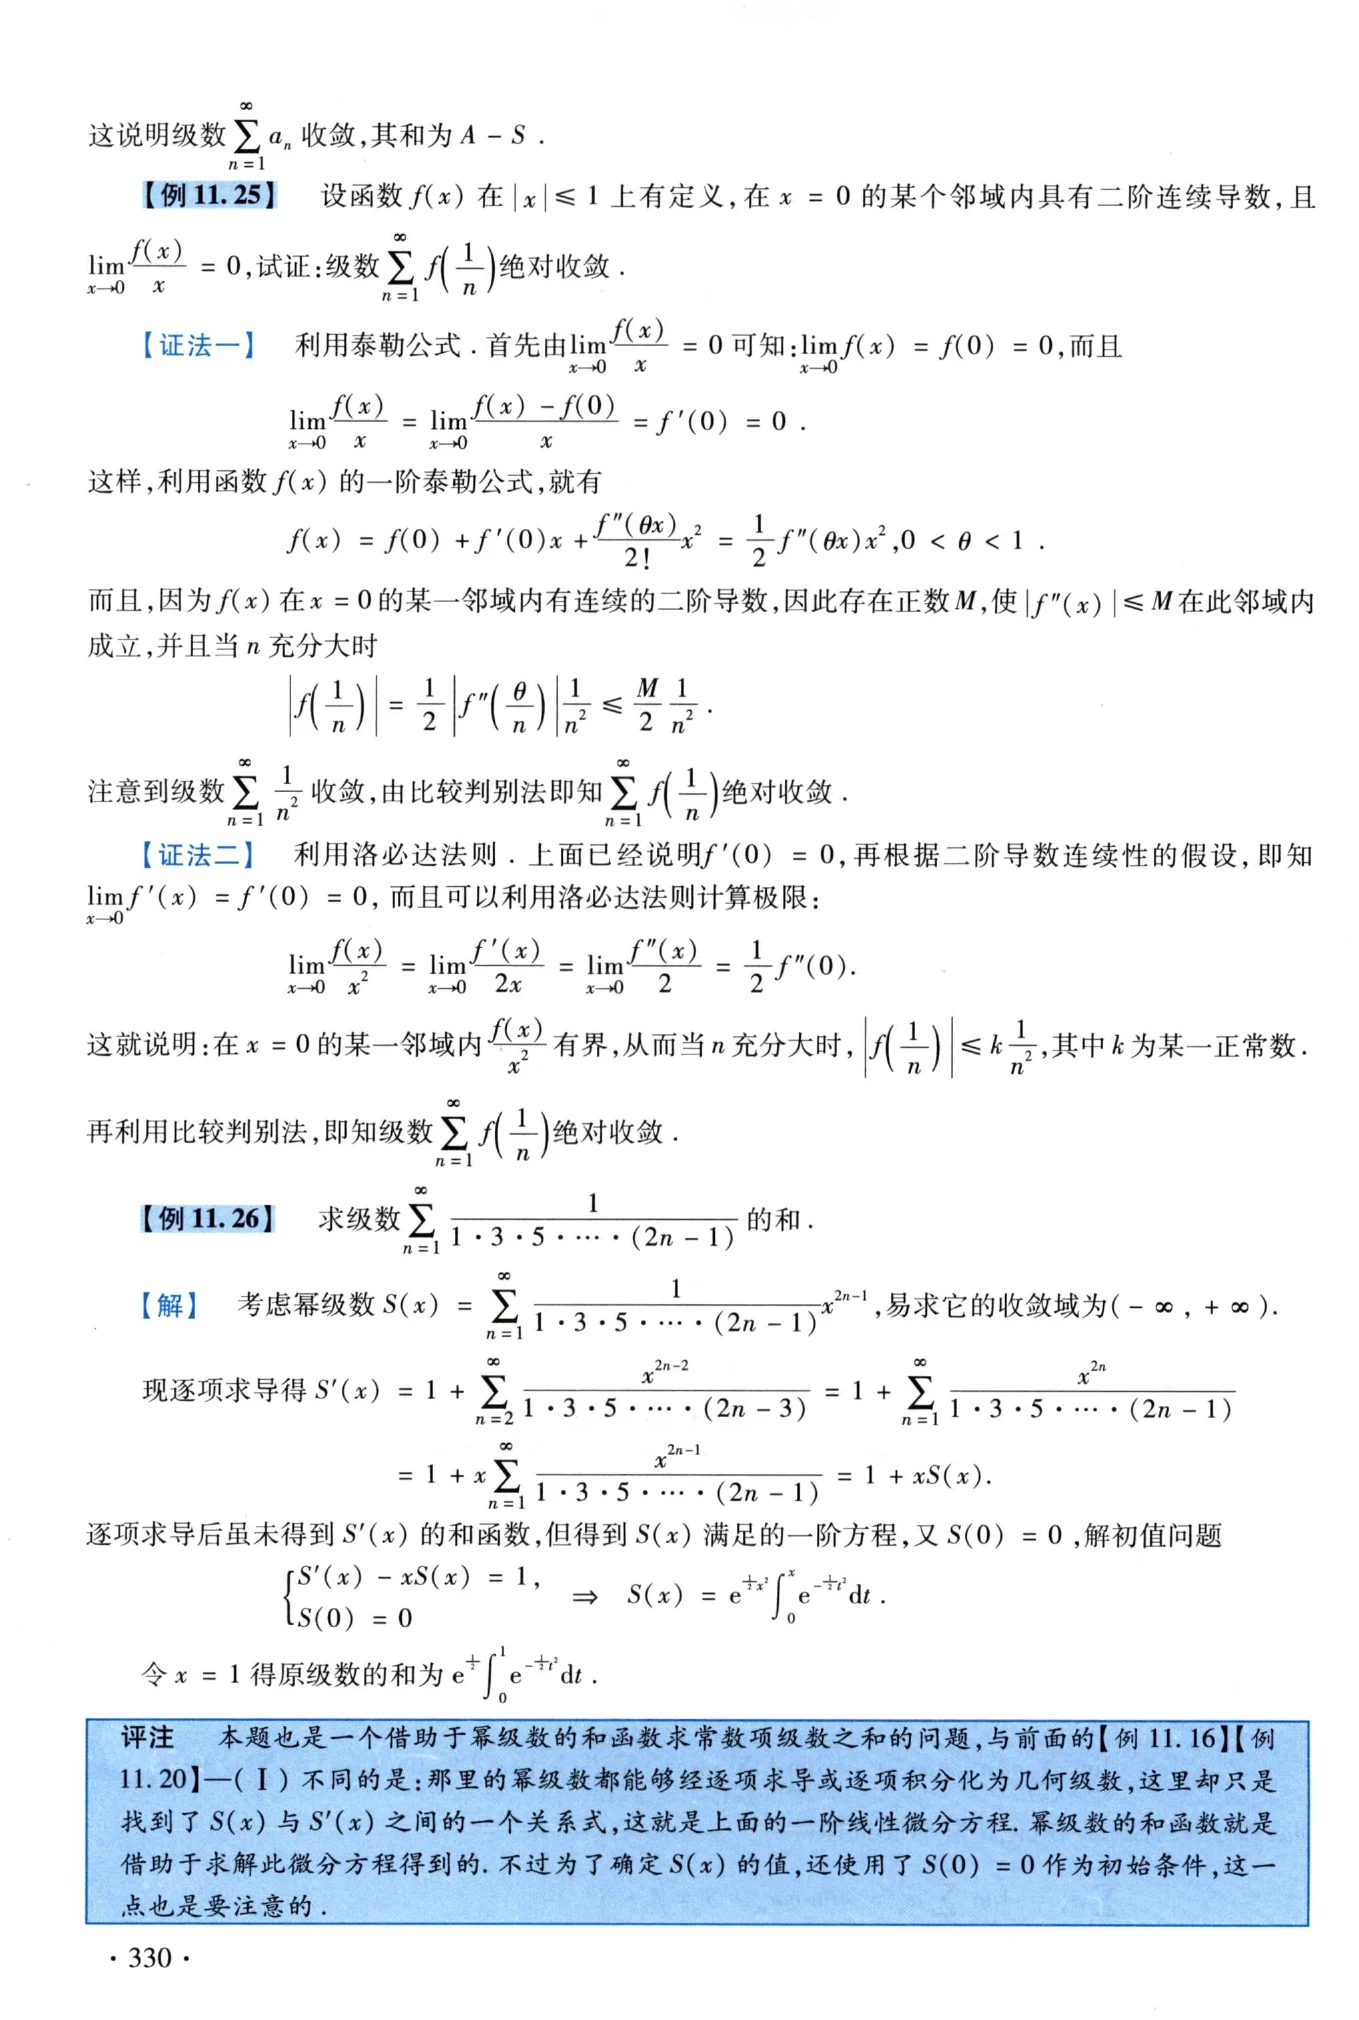 这说明级数 $\sum_{n=1}^{\infty} a_n$ 收敛,其和为 A − S .
【例 11.25】 设函数 f(x) 在 |x| ≤ 1 上有定义,在 x = 0 的某个邻域内具有二阶连续导数,且
$\lim_{x\to 0}\frac{f(x)}{x} = 0$,试证:级数 $\sum_{n=1}^{\infty} f\left(\frac{1}{n}\right)$绝对收敛 .
【证法一】 利用泰勒公式 . 首先由$\lim_{x\to 0}\frac{f(x)}{x} = 0$ 可知:$\lim_{x\to 0} f(x) = f(0) = 0$,而且
$\lim_{x\to 0}\frac{f(x)}{x} = \lim_{x\to 0}\frac{f(x) - f(0)}{x} = f'(0) = 0$ .
这样,利用函数 f(x) 的一阶泰勒公式,就有
$f(x) = f(0) + f'(0)x + \frac{f''(\theta x)}{2!}x^2 = \frac{1}{2}f''(\theta x)x^2, 0 < \theta < 1$ .
而且,因为 f(x) 在 x = 0 的某一邻域内有连续的二阶导数,因此存在正数 M,使 |f″(x)| ≤ M 在此邻域内
成立,并且当 n 充分大时
$\left|f\left(\frac{1}{n}\right)\right| = \frac{1}{2}\left|f''\left(\frac{\theta}{n}\right)\right|\frac{1}{n^2} \leq \frac{M}{2}\frac{1}{n^2}$ .
注意到级数 $\sum_{n=1}^{\infty}\frac{1}{n^2}$ 收敛,由比较判别法即知 $\sum_{n=1}^{\infty} f\left(\frac{1}{n}\right)$绝对收敛 .
【证法二】 利用洛必达法则 . 上面已经说明f′(0) = 0,再根据二阶导数连续性的假设,即知
$\lim_{x\to 0} f'(x) = f'(0) = 0$, 而且可以利用洛必达法则计算极限:
$\lim_{x\to 0}\frac{f(x)}{x^2} = \lim_{x\to 0}\frac{f'(x)}{2x} = \lim_{x\to 0}\frac{f''(x)}{2} = \frac{1}{2}f''(0)$.
这就说明:在 x = 0 的某一邻域内 $\frac{f(x)}{x^2}$ 有界,从而当 n 充分大时, $\left|f\left(\frac{1}{n}\right)\right| \leq k\frac{1}{n^2}$,其中 k 为某一正常数 .
再利用比较判别法,即知级数 $\sum_{n=1}^{\infty} f\left(\frac{1}{n}\right)$绝对收敛 .
【例 11.26】 求级数 $\sum_{n=1}^{\infty}\frac{1}{1\cdot 3\cdot 5\cdot\cdots\cdot(2n-1)}$ 的和 .
【解】 考虑幂级数 $S(x) = \sum_{n=1}^{\infty}\frac{1}{1\cdot 3\cdot 5\cdot\cdots\cdot(2n-1)}x^{2n-1}$,易求它的收敛域为(−∞, +∞).
现逐项求导得 $S'(x) = 1 + \sum_{n=2}^{\infty}\frac{x^{2n-2}}{1\cdot 3\cdot 5\cdot\cdots\cdot(2n-3)} = 1 + \sum_{n=1}^{\infty}\frac{x^{2n}}{1\cdot 3\cdot 5\cdot\cdots\cdot(2n-1)}$
$= 1 + x\sum_{n=1}^{\infty}\frac{x^{2n-1}}{1\cdot 3\cdot 5\cdot\cdots\cdot(2n-1)} = 1 + xS(x)$.
逐项求导后虽未得到 S′(x) 的和函数,但得到 S(x) 满足的一阶方程,又 S(0) = 0 ,解初值问题
$\begin{cases} S'(x) - xS(x) = 1, \\ S(0) = 0 \end{cases} \Rightarrow S(x) = e^{\frac{1}{2}x^2}\int_0^x e^{-\frac{1}{2}t^2}dt$ .
令 x = 1 得原级数的和为 $e^{\frac{1}{2}}\int_0^1 e^{-\frac{1}{2}t^2}dt$ .
评注 本题也是一个借助于幂级数的和函数求常数项级数之和的问题,与前面的【例 11.16】【例
11.20】—(Ⅰ) 不同的是:那里的幂级数都能够经逐项求导或逐项积分化为几何级数,这里却只是
找到了 S(x) 与 S′(x) 之间的一个关系式,这就是上面的一阶线性微分方程. 幂级数的和函数就是
借助于求解此微分方程得到的. 不过为了确定 S(x) 的值,还使用了 S(0) = 0 作为初始条件,这一
点也是要注意的 .
· 330 ·